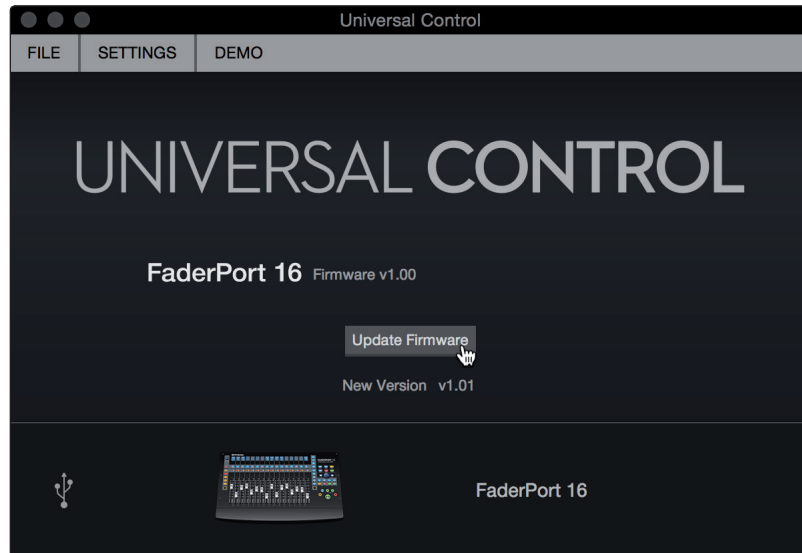 Universal Control
FILE SETTINGS DEMO
UNIVERSAL CONTROL
FaderPort 16 Firmware v1.00
Update Firmware
New Version v1.01
FaderPort 16